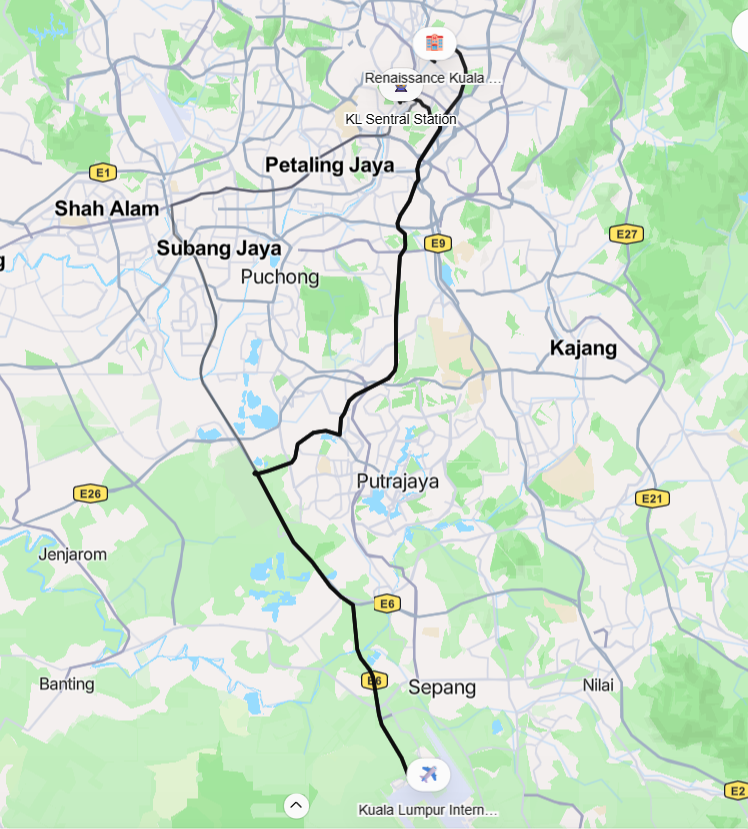 Renaissance Kuala ...
KL Sentral Station
Petaling Jaya
E1
Shah Alam
E27
E9
Subang Jaya
g
Puchong
Kajang
Putrajaya
E26
E21
Jenjarom
E6
E6
Banting
Sepang
Nilai
E2
Kuala Lumpur Intern...